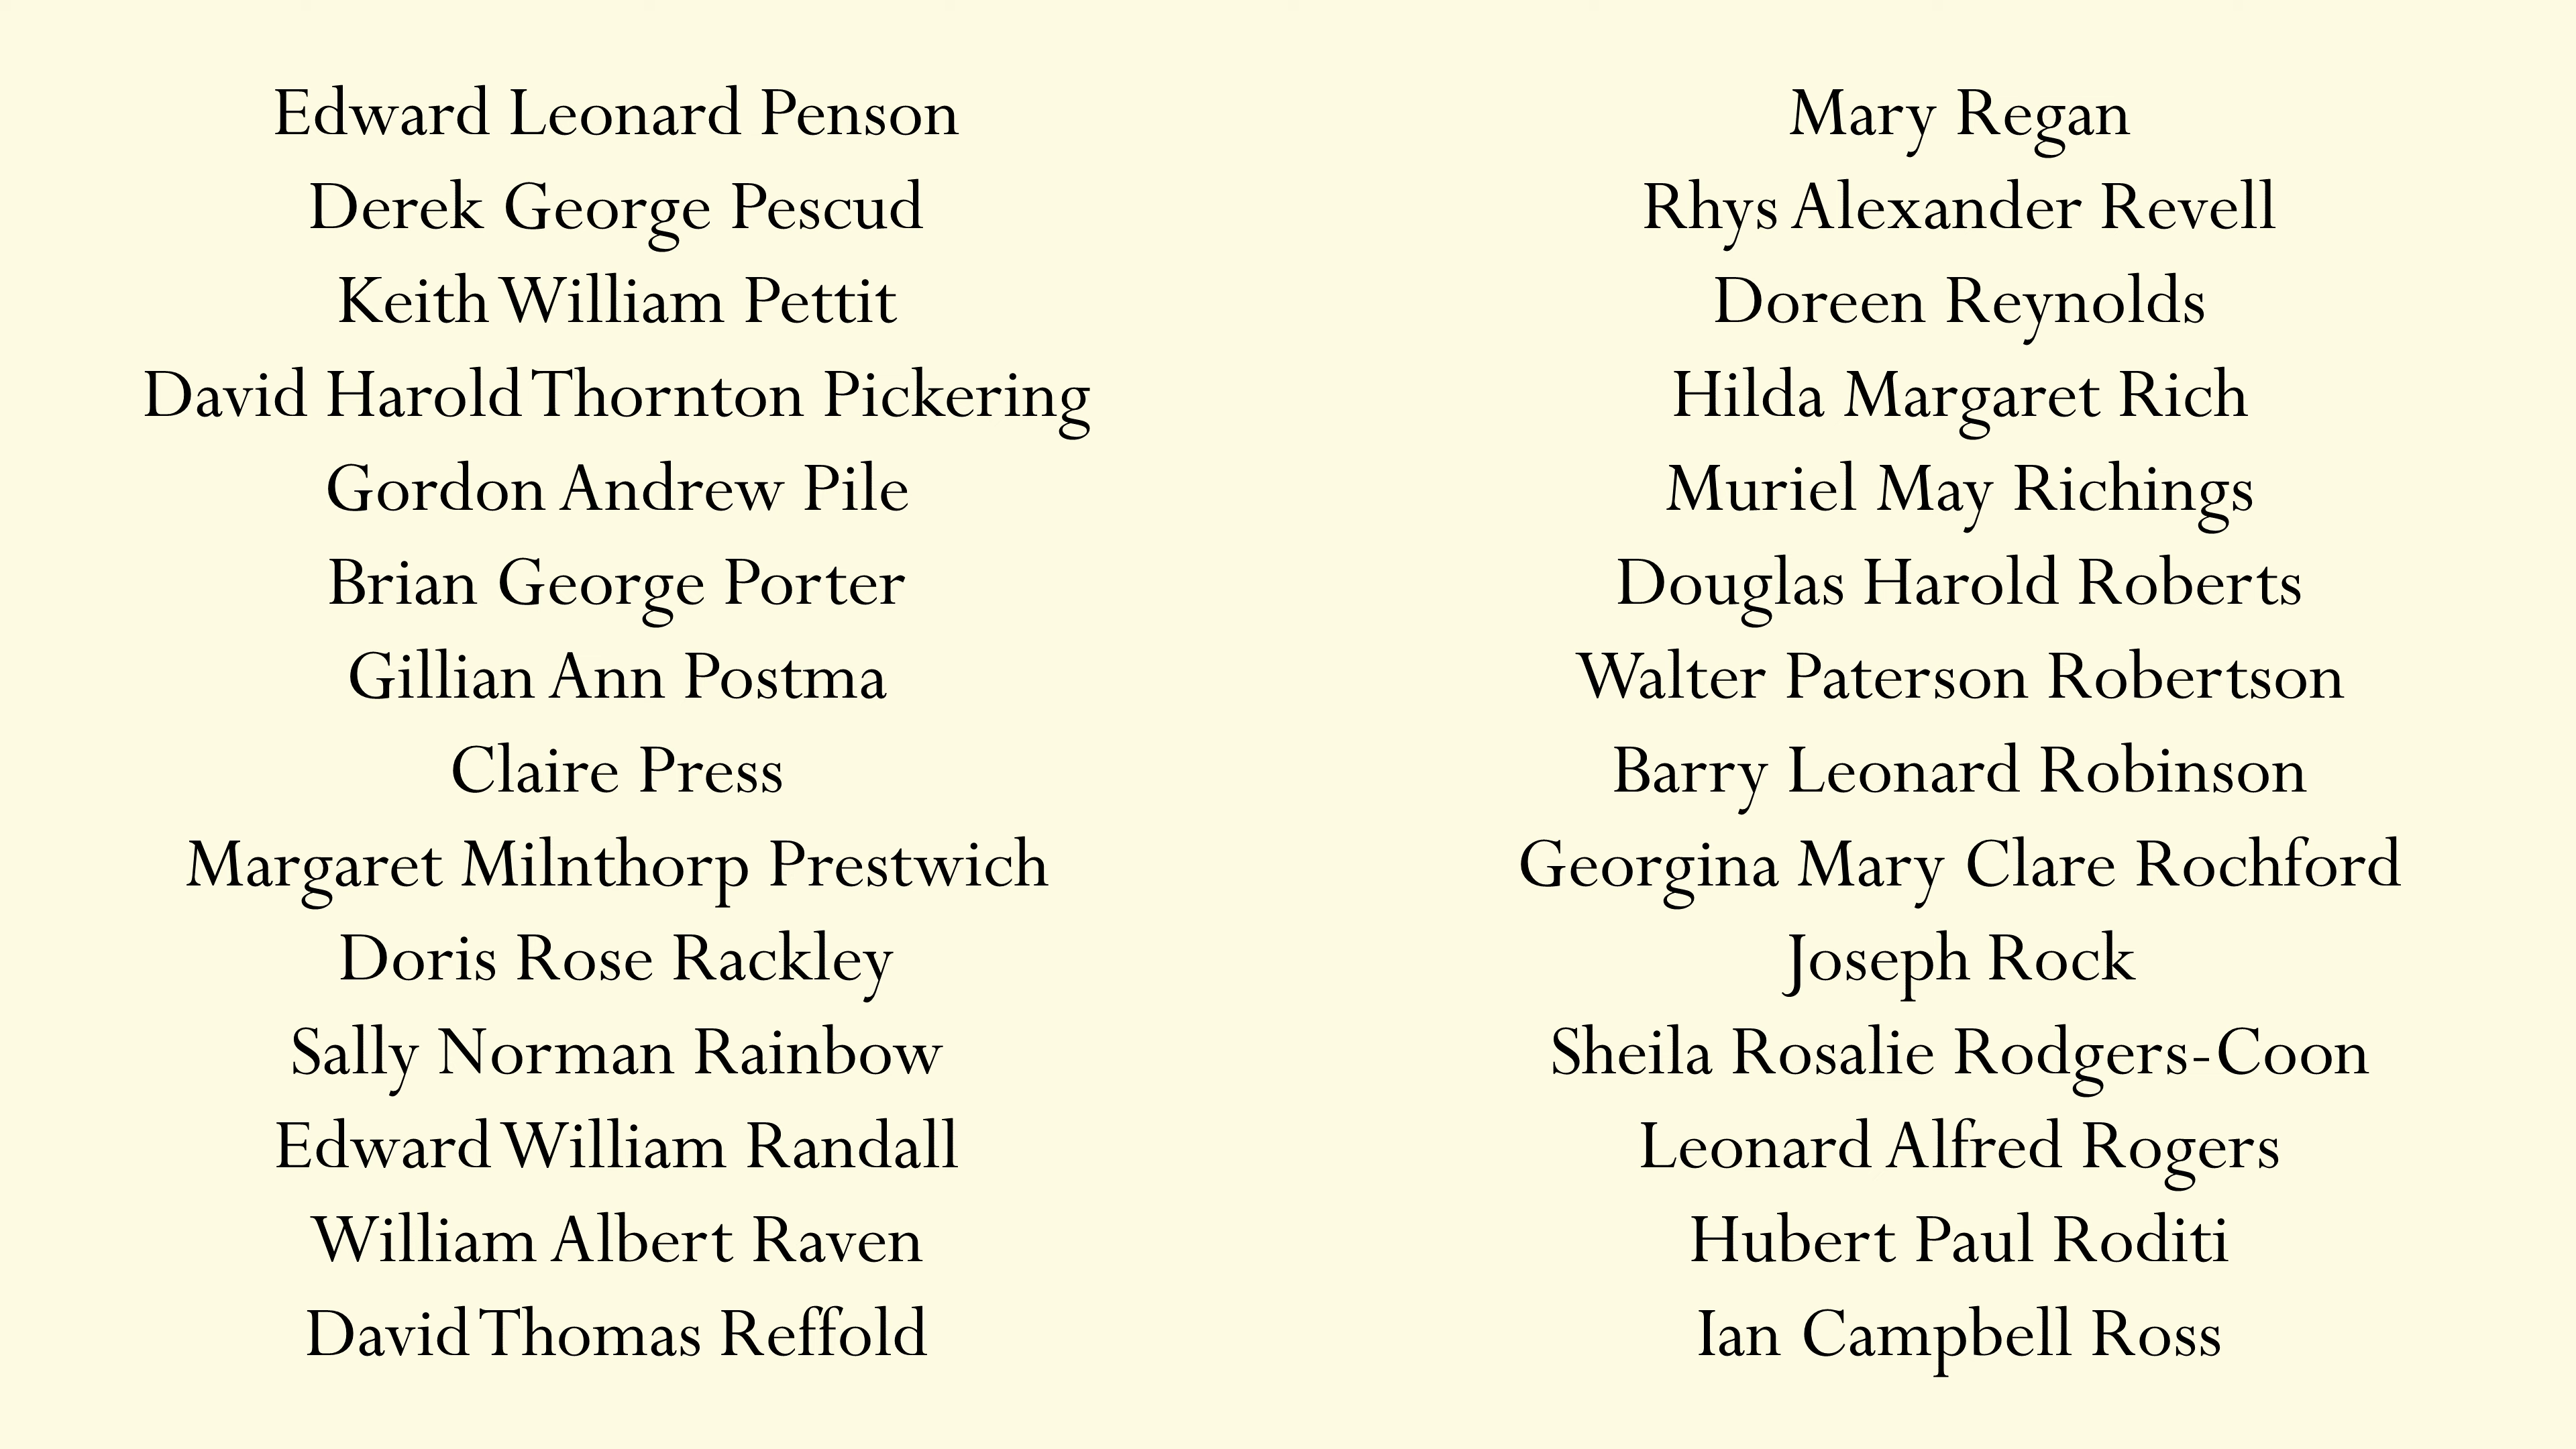 Edward Leonard Penson
Derek George Pescud
Keith William Pettit
David Harold Thornton Pickering
Gordon Andrew Pile
Brian George Porter
Gillian Ann Postma
Claire Press
Margaret Milnthorp Prestwich
Doris Rose Rackley
Sally Norman Rainbow
Edward William Randall
William Albert Raven
David Thomas Reffold
Mary Regan
Rhys Alexander Revell
Doreen Reynolds
Hilda Margaret Rich
Muriel May Richings
Douglas Harold Roberts
Walter Paterson Robertson
Barry Leonard Robinson
Georgina Mary Clare Rochford
Joseph Rock
Sheila Rosalie Rodgers-Coon
Leonard Alfred Rogers
Hubert Paul Roditi
Ian Campbell Ross